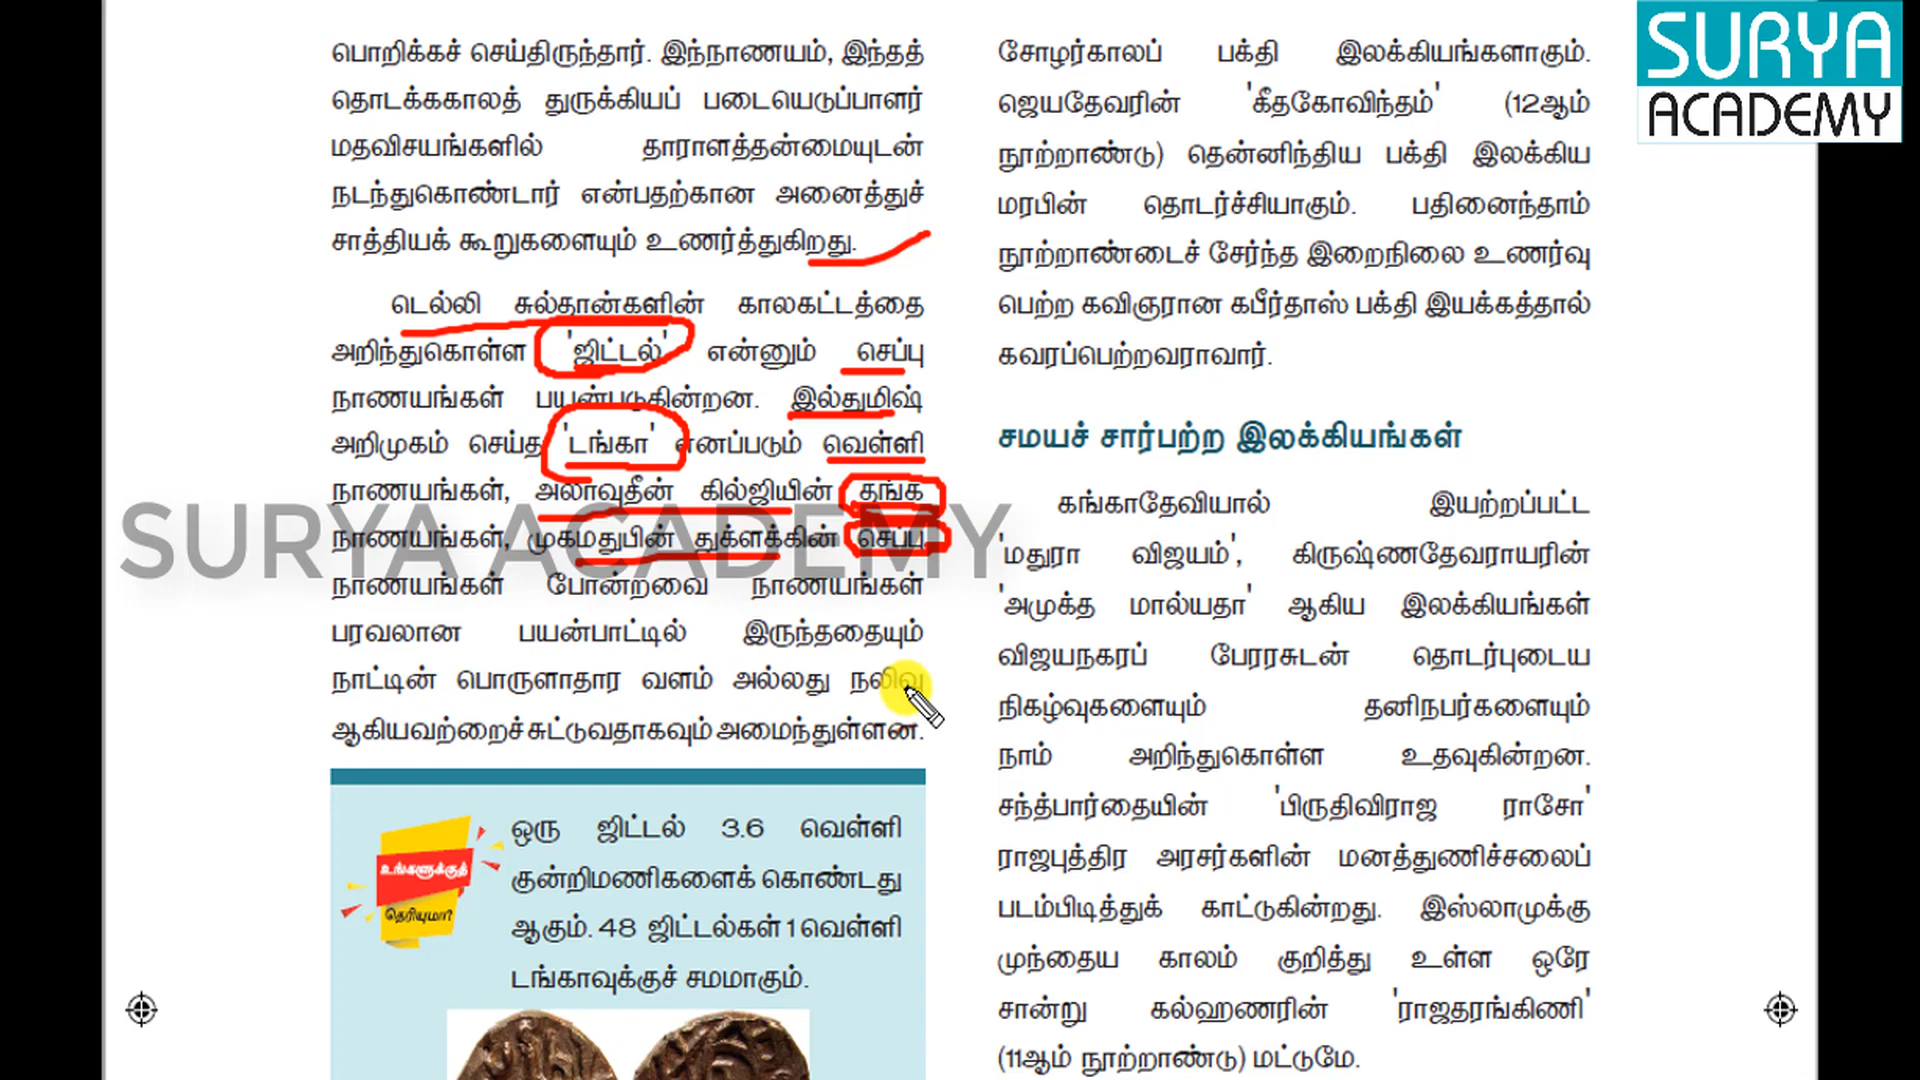 பொறிக்கச் செய்திருந்தார். இந்நாணயம், இந்தத்
தொடக்ககாலத் துருக்கியப் படையெடுப்பாளர்
மதவிசயங்களில் தாராளத்தன்மையுடன்
நடந்துகொண்டார் என்பதற்கான அனைத்துச்
சாத்தியக் கூறுகளையும் உணர்த்துகிறது.
டெல்லி சுல்தான்களின் காலகட்டத்தை
அறிந்துகொள்ள 'ஜிட்டல்' என்னும் செப்பு
நாணயங்கள் பயன்படுகின்றன. இல்துமிஷ்
அறிமுகம் செய்த 'டங்கா' எனப்படும் வெள்ளி
நாணயங்கள், அலாவுதீன் கில்ஜியின் தங்க
நாணயங்கள், முகமதுபின் துக்ளக்கின் செப்பு
நாணயங்கள் போன்றவை நாணயங்கள்
பரவலான பயன்பாட்டில் இருந்ததையும்
நாட்டின் பொருளாதார வளம் அல்லது நலிவு
ஆகியவற்றைச் சுட்டுவதாகவும் அமைந்துள்ளன.
உங்களுக்குத்
தெரியுமா?
ஒரு ஜிட்டல் 3.6 வெள்ளி
குன்றிமணிகளைக் கொண்டது
ஆகும். 48 ஜிட்டல்கள் 1 வெள்ளி
டங்காவுக்குச் சமமாகும்.
சோழர்காலப் பக்தி இலக்கியங்களாகும்.
ஜெயதேவரின் 'கீதகோவிந்தம்' (12ஆம்
நூற்றாண்டு) தென்னிந்திய பக்தி இலக்கிய
மரபின் தொடர்ச்சியாகும். பதினைந்தாம்
நூற்றாண்டைச் சேர்ந்த இறைநிலை உணர்வு
பெற்ற கவிஞரான கபீர்தாஸ் பக்தி இயக்கத்தால்
கவரப்பெற்றவராவார்.
சமயச் சார்பற்ற இலக்கியங்கள்
கங்காதேவியால் இயற்றப்பட்ட
'மதுரா விஜயம்', கிருஷ்ணதேவராயரின்
'அமுக்த மால்யதா' ஆகிய இலக்கியங்கள்
விஜயநகரப் பேரரசுடன் தொடர்புடைய
நிகழ்வுகளையும் தனிநபர்களையும்
நாம் அறிந்துகொள்ள உதவுகின்றன.
சந்த்பார்தையின் 'பிருதிவிராஜ ராசோ'
ராஜபுத்திர அரசர்களின் மனத்துணிச்சலைப்
படம்பிடித்துக் காட்டுகின்றது. இஸ்லாமுக்கு
முந்தைய காலம் குறித்து உள்ள ஒரே
சான்று கல்ஹணரின் 'ராஜதரங்கிணி'
(11ஆம் நூற்றாண்டு) மட்டுமே.
SURYA
ACADEMY
SURYA ACADEMY